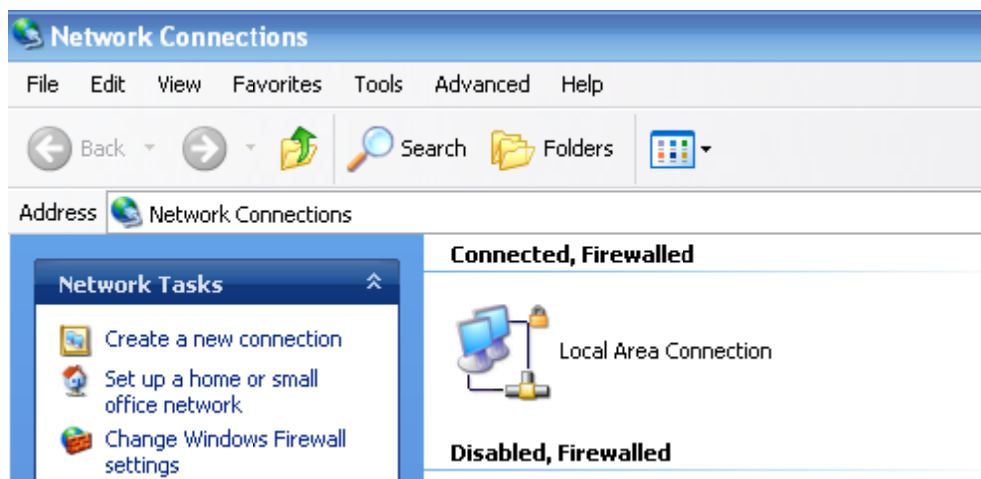 Network Connections
File Edit View Favorites Tools Advanced Help
Back Search Folders
Address Network Connections
Network Tasks
Create a new connection
Set up a home or small
office network
Change Windows Firewall
settings
Connected, Firewalled
Local Area Connection
Disabled, Firewalled